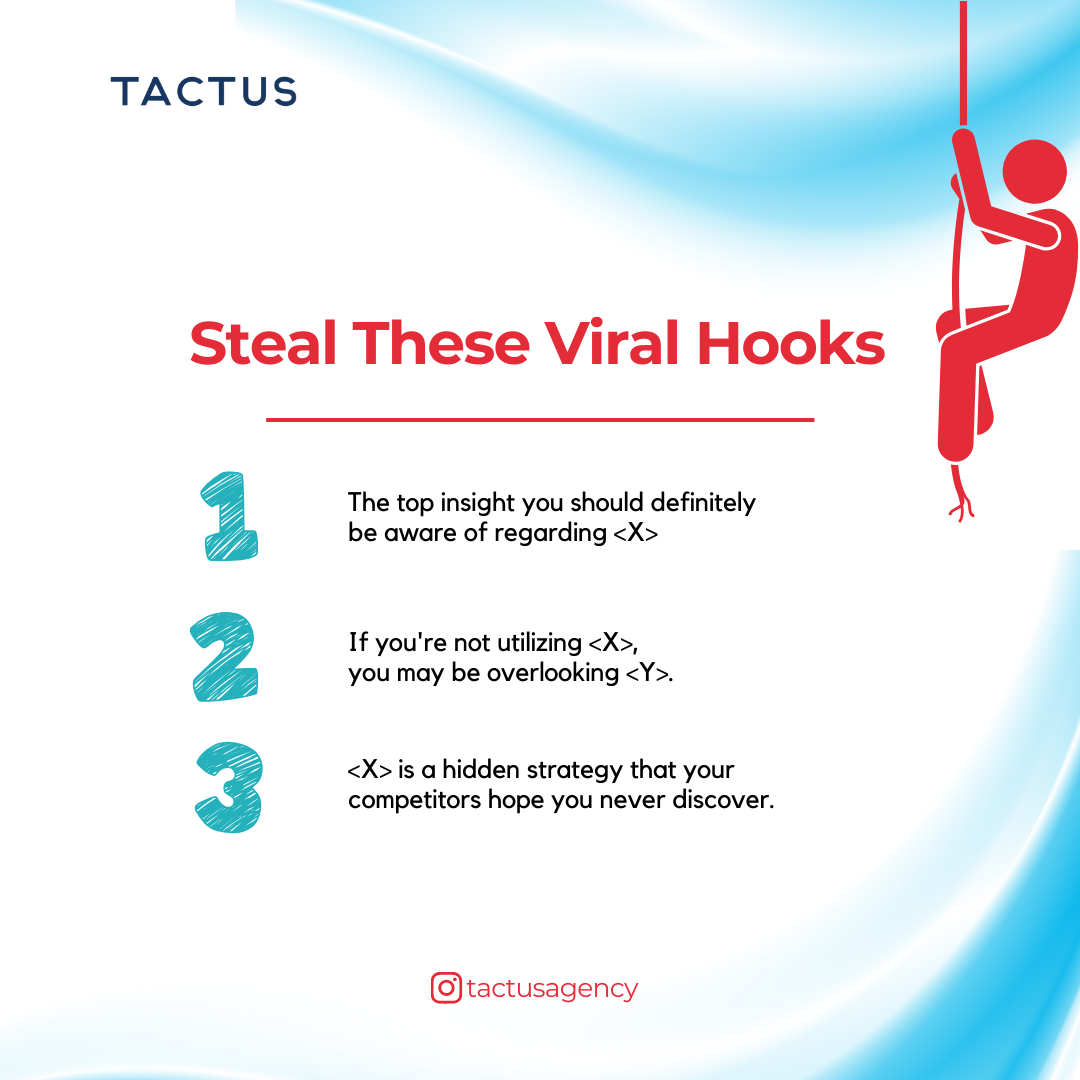 TACTUS
Steal These Viral Hooks
1
The top insight you should definitely
be aware of regarding <X>
2
If you're not utilizing <X>,
you may be overlooking <Y>.
3
<X> is a hidden strategy that your
competitors hope you never discover.
tactusagency